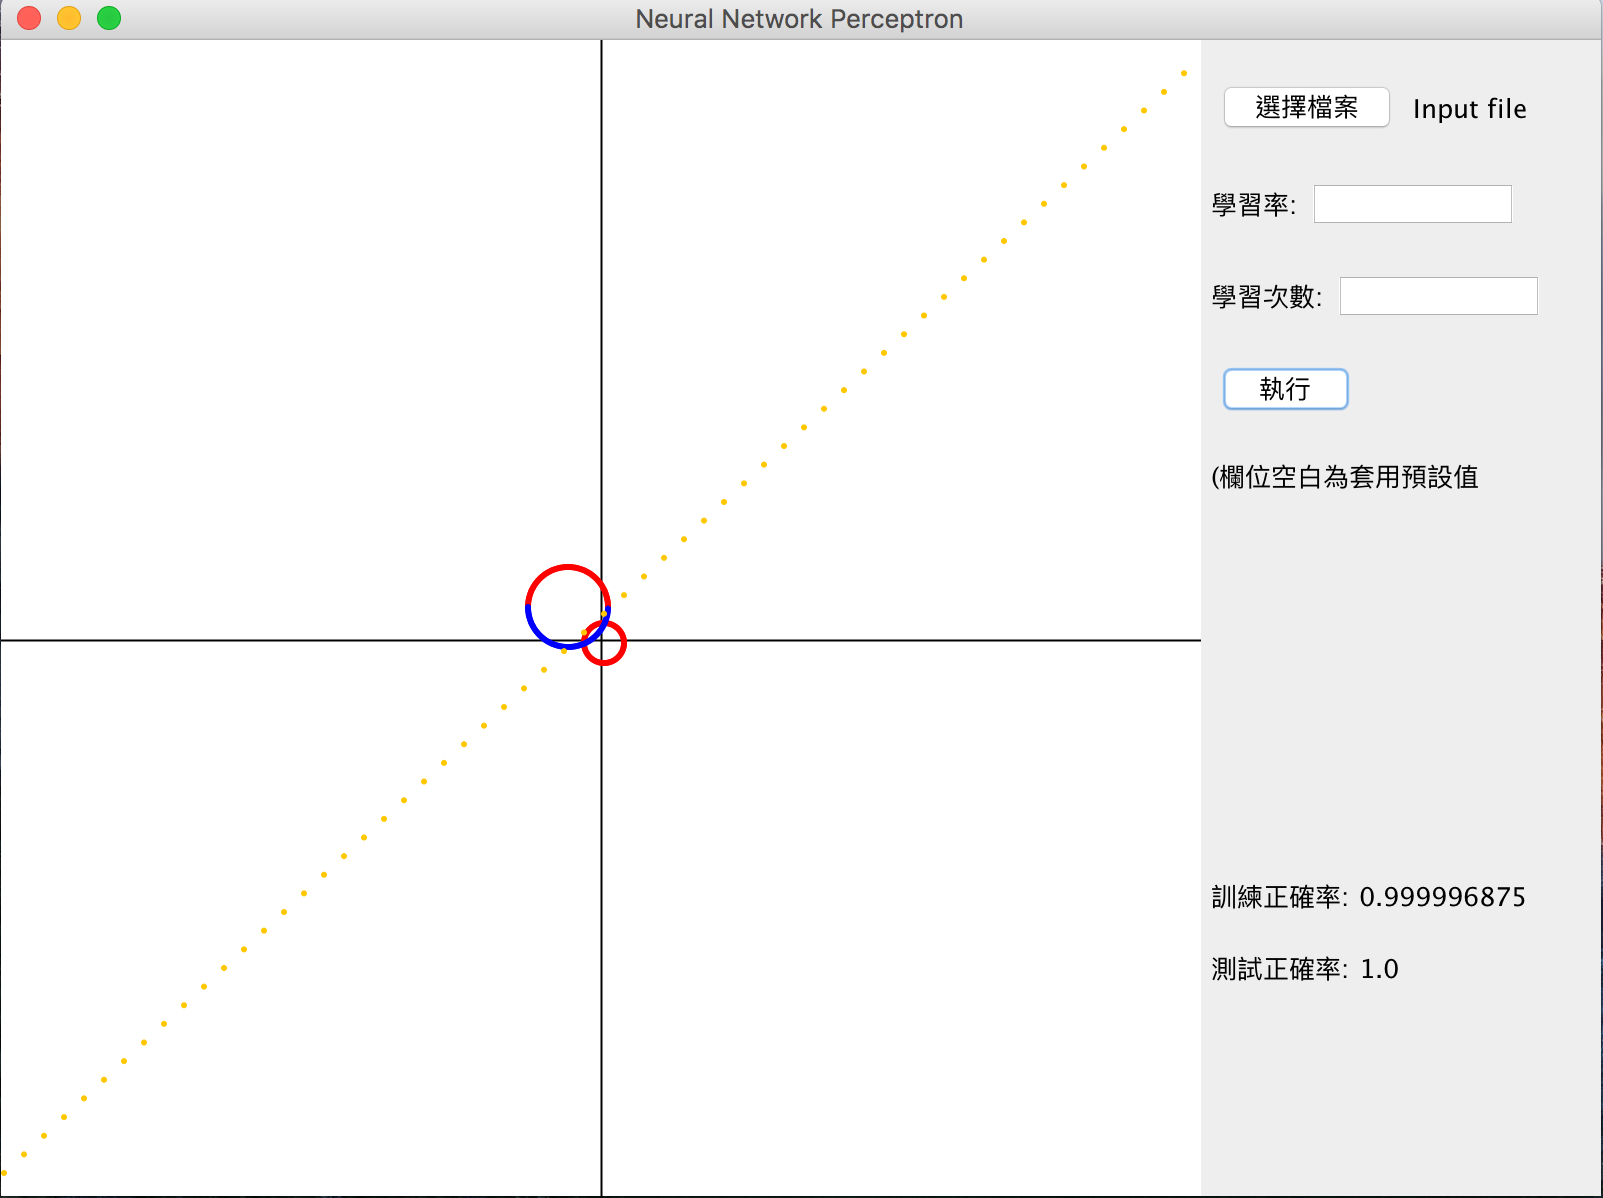 Neural Network Perceptron
選擇檔案 Input file
學習率:
學習次數:
執行
(欄位空白為套用預設值
訓練正確率: 0.999996875
測試正確率: 1.0